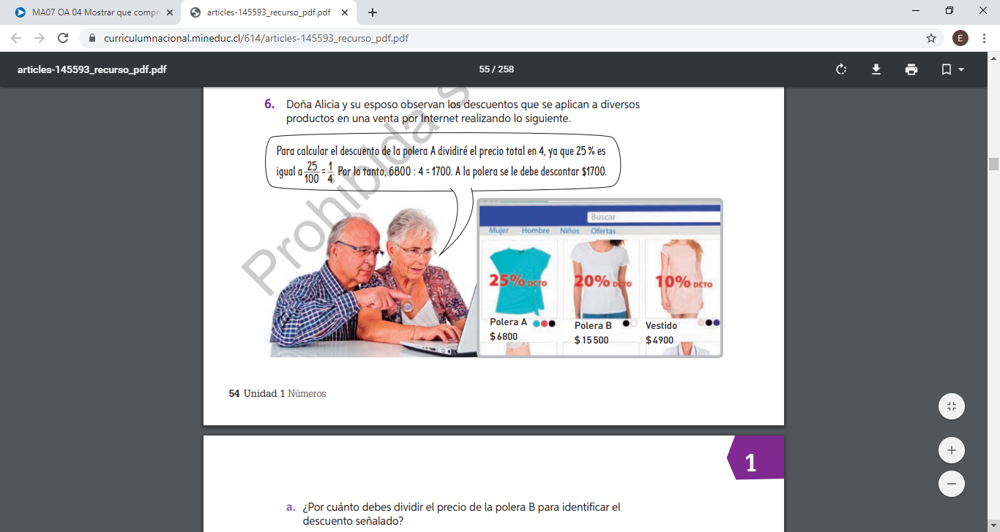 MA07 OA 04 Mostrar que compr
articles-145593_recurso_pdf.pdf
curriculumnacional.mineduc.cl/614/articles-145593_recurso_pdf.pdf
E
articles-145593_recurso_pdf.pdf
55 / 258
6. Doña Alicia y su esposo observan los descuentos que se aplican a diversos
productos en una venta por Internet realizando lo siguiente.
Para calcular el descuento de la polera A dividiré el precio total en 4, ya que 25 % es
igual a 25/100 = 1/4. Por lo tanto, 6800 : 4 = 1700. A la polera se le debe descontar $1700.
Prohibida s
Buscar
Mujer Hombre Niños Ofertas
25% DCTO 20% DCTO 10% DCTO
Polera A Polera B Vestido
$ 6800 $ 15 500 $ 4900
54 Unidad 1 Números
1
a. ¿Por cuánto debes dividir el precio de la polera B para identificar el
descuento señalado?